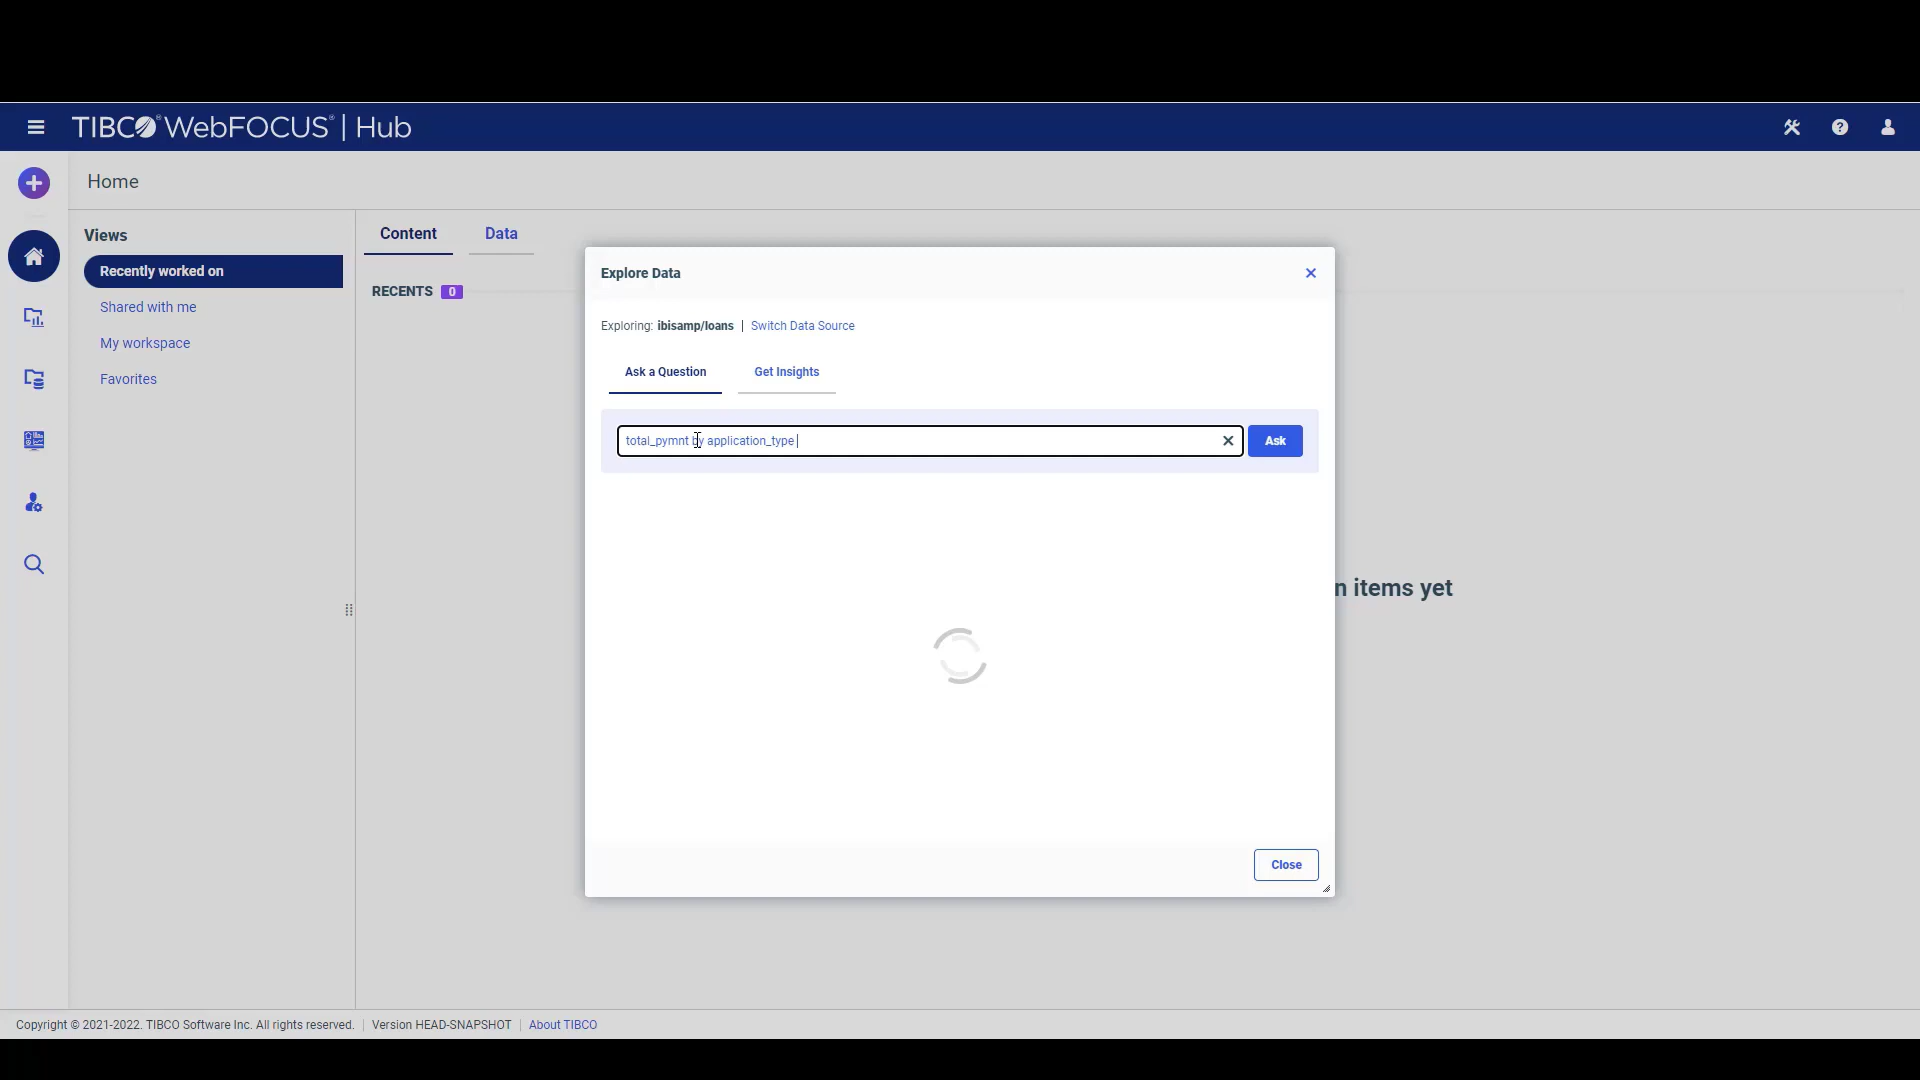 TIBCO® WebFOCUS® | Hub
Home
Views
Recently worked on
Shared with me
My workspace
Favorites
Content
Data
RECENTS 0
n items yet
Explore Data
Exploring: ibisamp/loans | Switch Data Source
Ask a Question
Get Insights
total_pymnt by application_type
Ask
Close
Copyright © 2021-2022. TIBCO Software Inc. All rights reserved. | Version HEAD-SNAPSHOT | About TIBCO